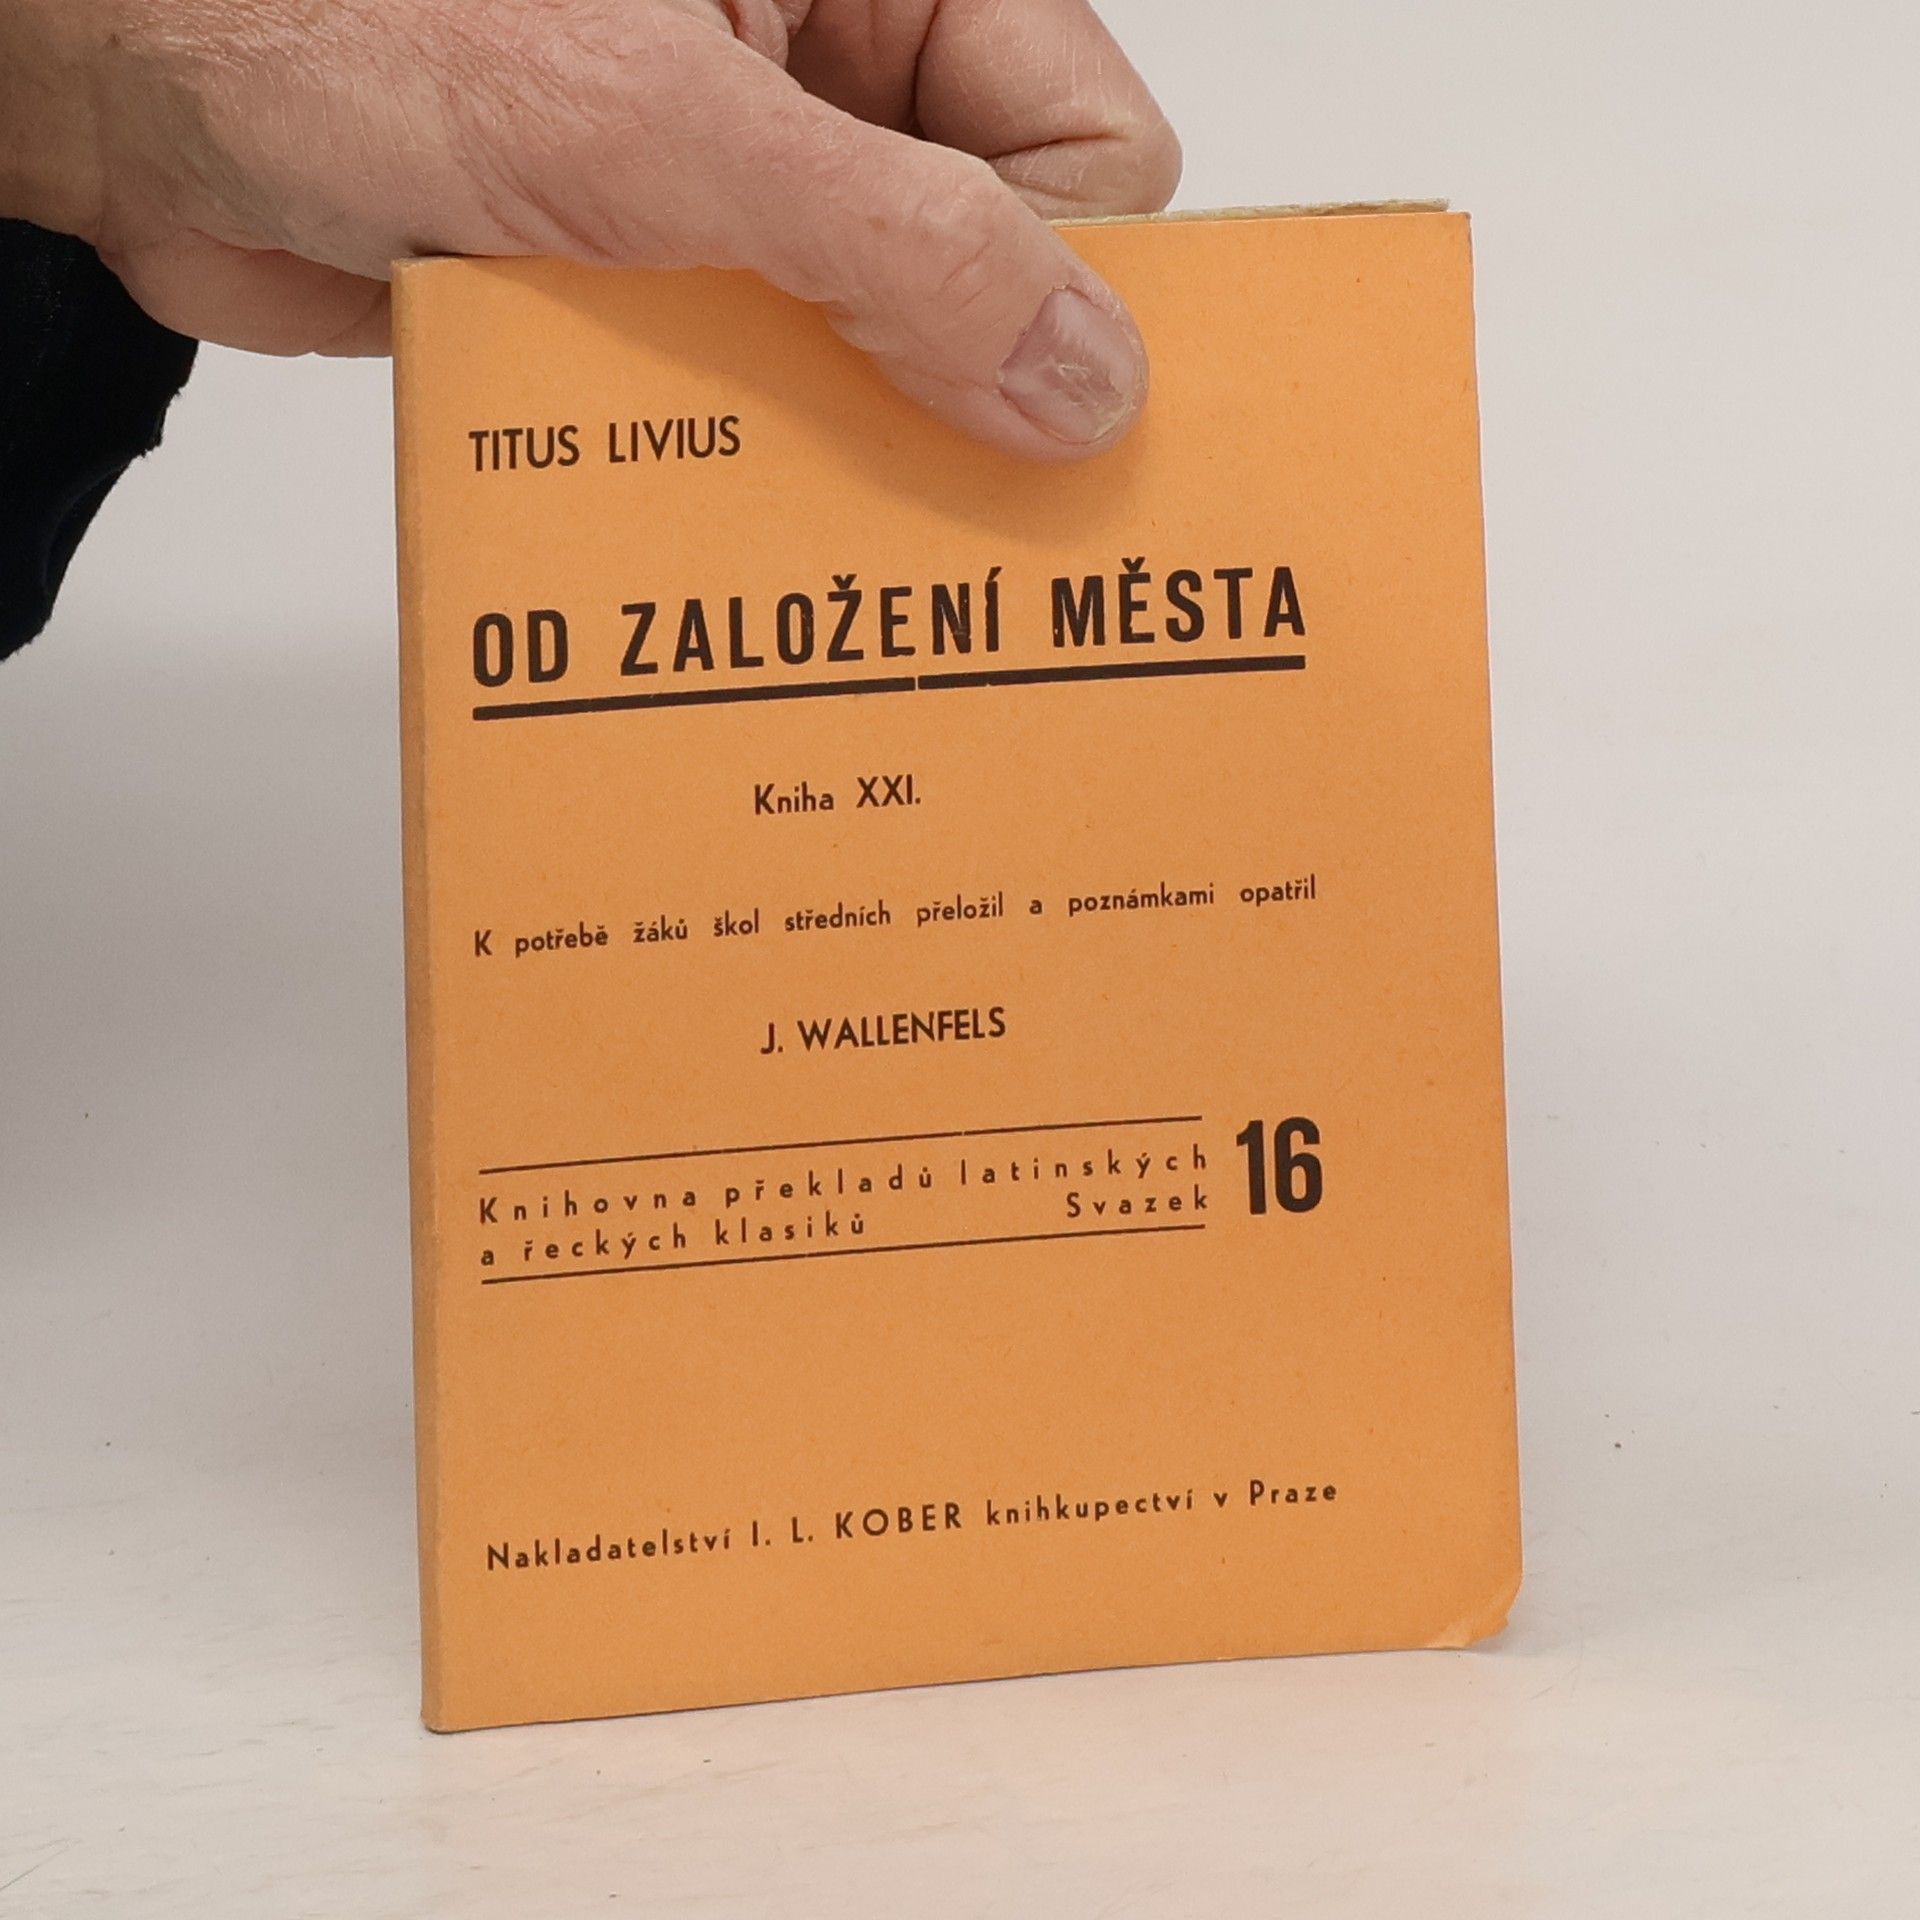 TITUS LIVIUS
OD ZALOŽENÍ MĚSTA
Kniha XXI.
K potřebě žáků škol středních přeložil a poznámkami opatřil
J. WALLENFELS
Knihovna překladů latinských
a řeckých klasiků Svazek 16
Nakladatelství I. L. KOBER knihkupectví v Praze